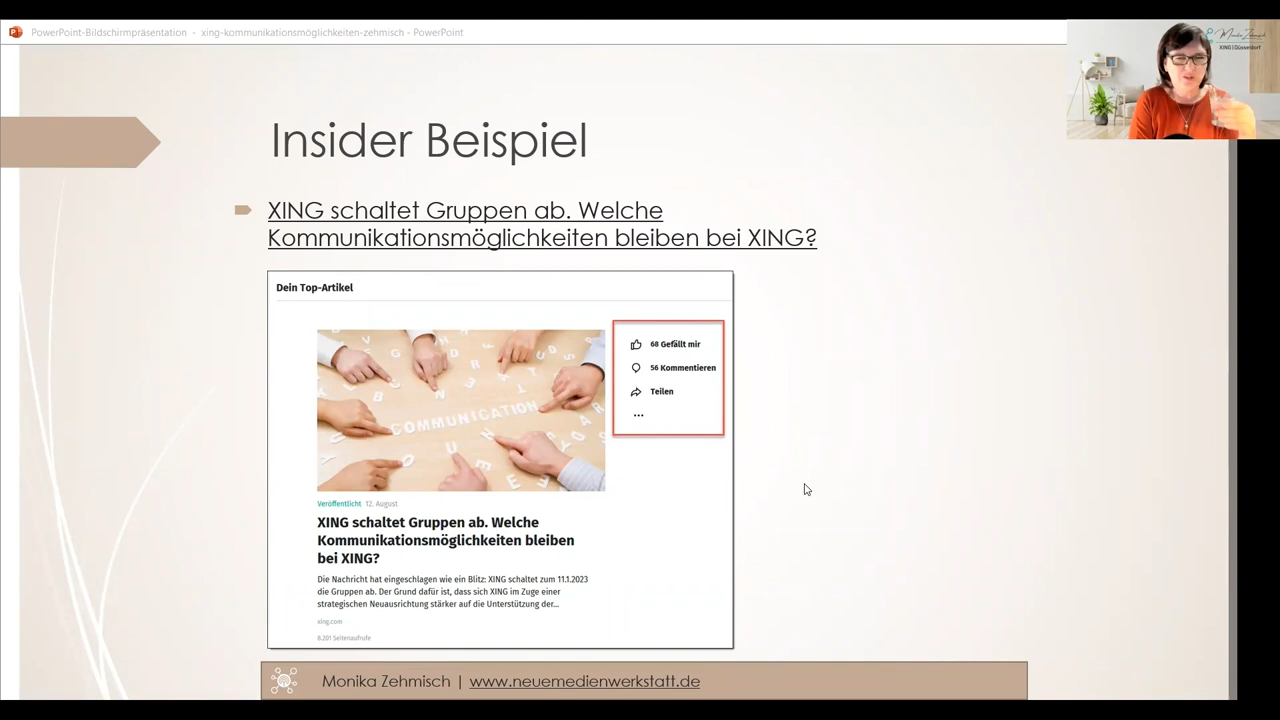 PowerPoint-Bildschirmpräsentation - xing-kommunikationsmöglichkeiten-zehmisch - PowerPoint
Monika Zehmisch
XING | Düsseldorf
Insider Beispiel
XING schaltet Gruppen ab. Welche
Kommunikationsmöglichkeiten bleiben bei XING?
Dein Top-Artikel
68 Gefällt mir
56 Kommentieren
Teilen
...
COMMUNICATION
Veröffentlicht 12. August
XING schaltet Gruppen ab. Welche
Kommunikationsmöglichkeiten bleiben
bei XING?
Die Nachricht hat eingeschlagen wie ein Blitz: XING schaltet zum 11.1.2023
die Gruppen ab. Der Grund dafür ist, dass sich XING im Zuge einer
strategischen Neuausrichtung stärker auf die Unterstützung der...
xing.com
8.201 Seitenaufrufe
Monika Zehmisch | www.neuemedienwerkstatt.de